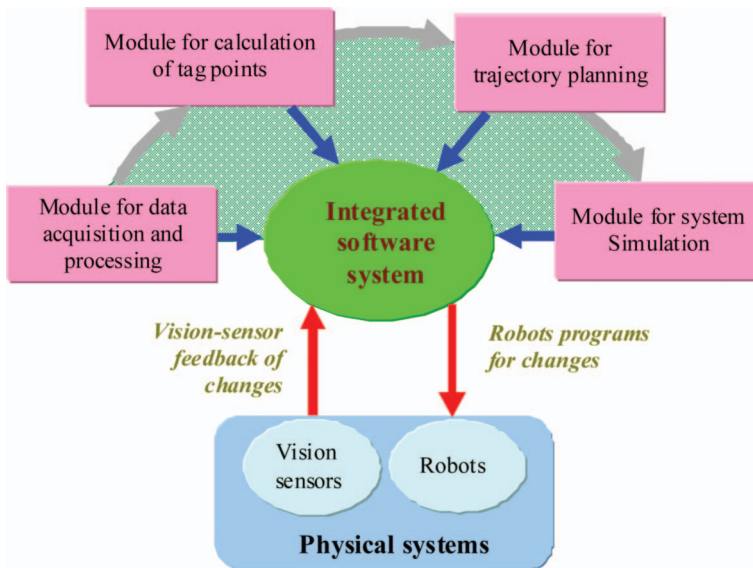 Module for calculation
of tag points
Module for
trajectory planning
Module for data
acquisition and
processing
Integrated
software
system
Module for system
Simulation
Vision-sensor
feedback of
changes
Robots programs
for changes
Vision
sensors
Robots
Physical systems